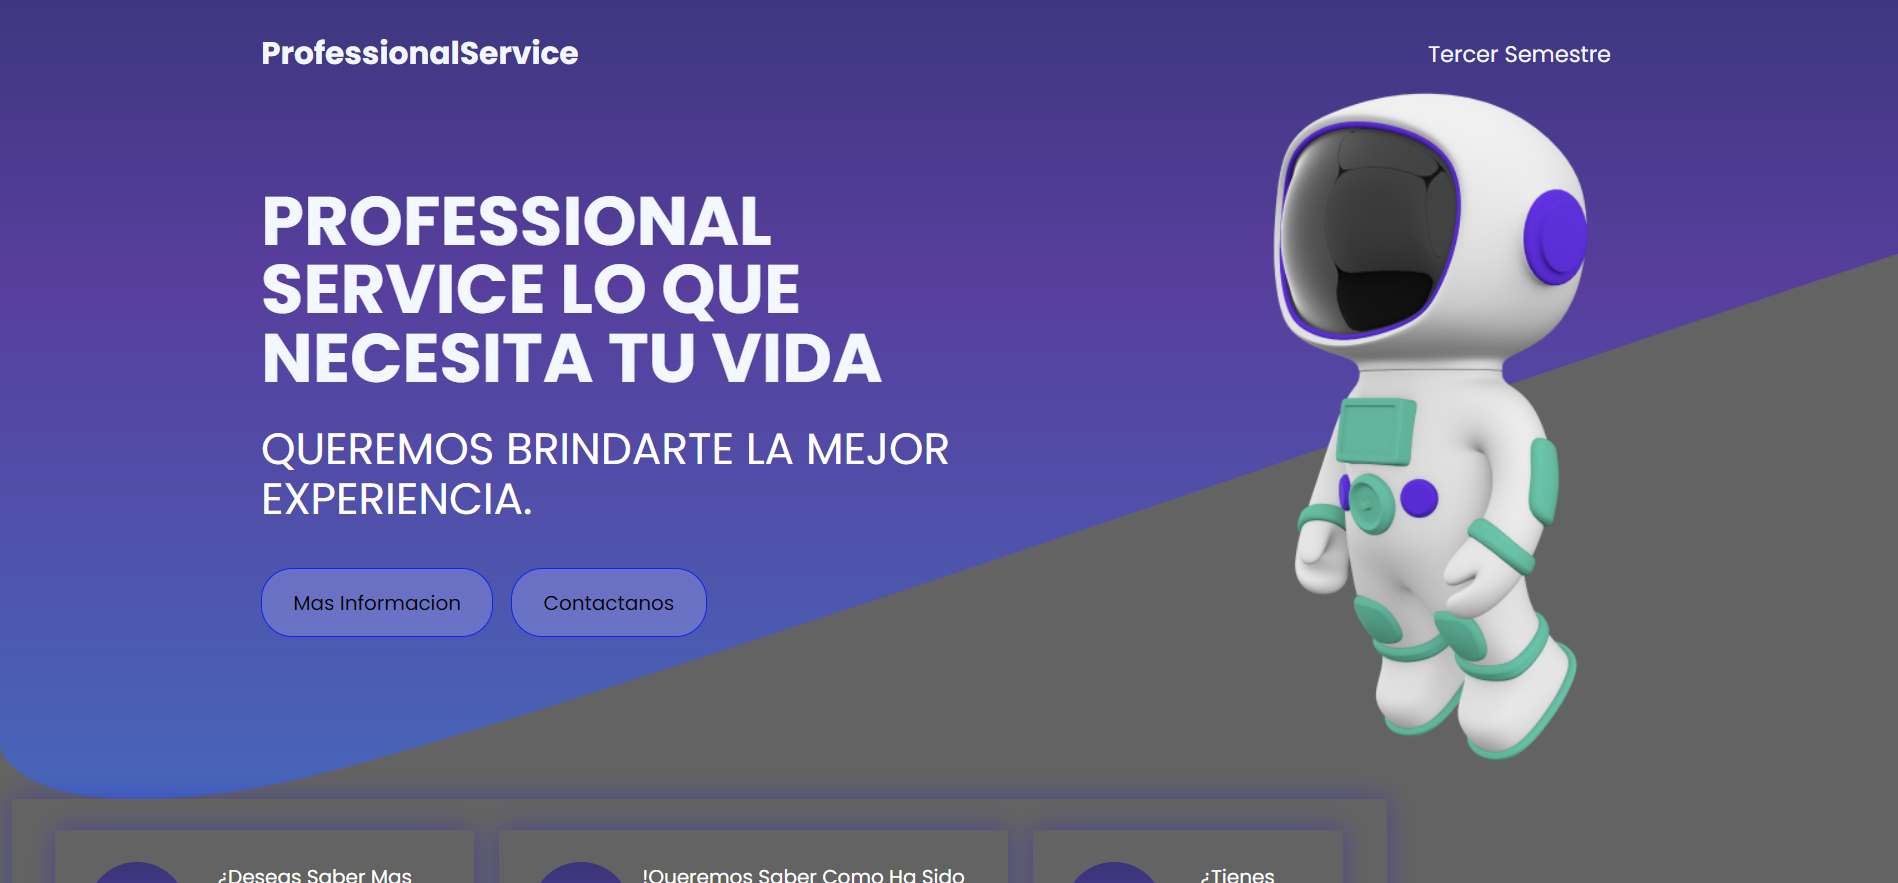 ProfessionalService
Tercer Semestre
PROFESSIONAL
SERVICE LO QUE
NECESITA TU VIDA
QUEREMOS BRINDARTE LA MEJOR
EXPERIENCIA.
Mas Informacion
Contactanos
¿Deseas Saber Mas
!Queremos Saber Como Ha Sido
¿Tienes